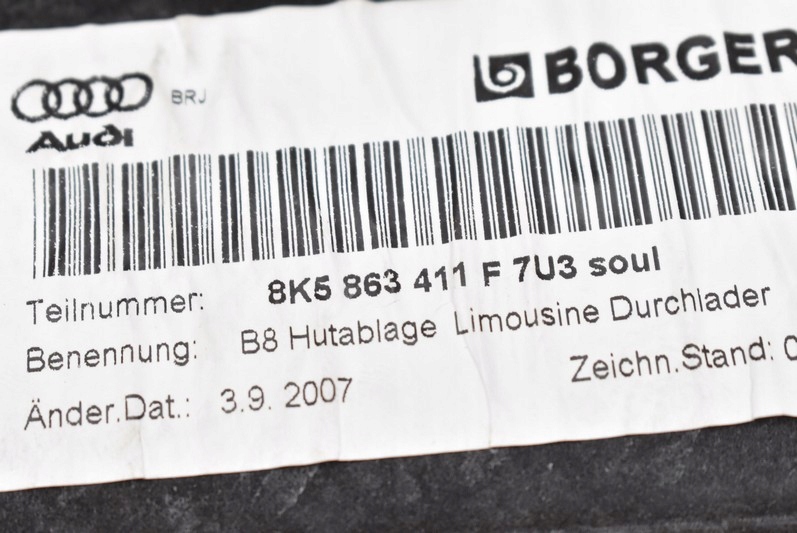 BRJ
BORGER
Audi
Teilnummer: 8K5 863 411 F 7U3 soul
Benennung: B8 Hutablage Limousine Durchlader
Änder.Dat.: 3.9. 2007 Zeichn.Stand: